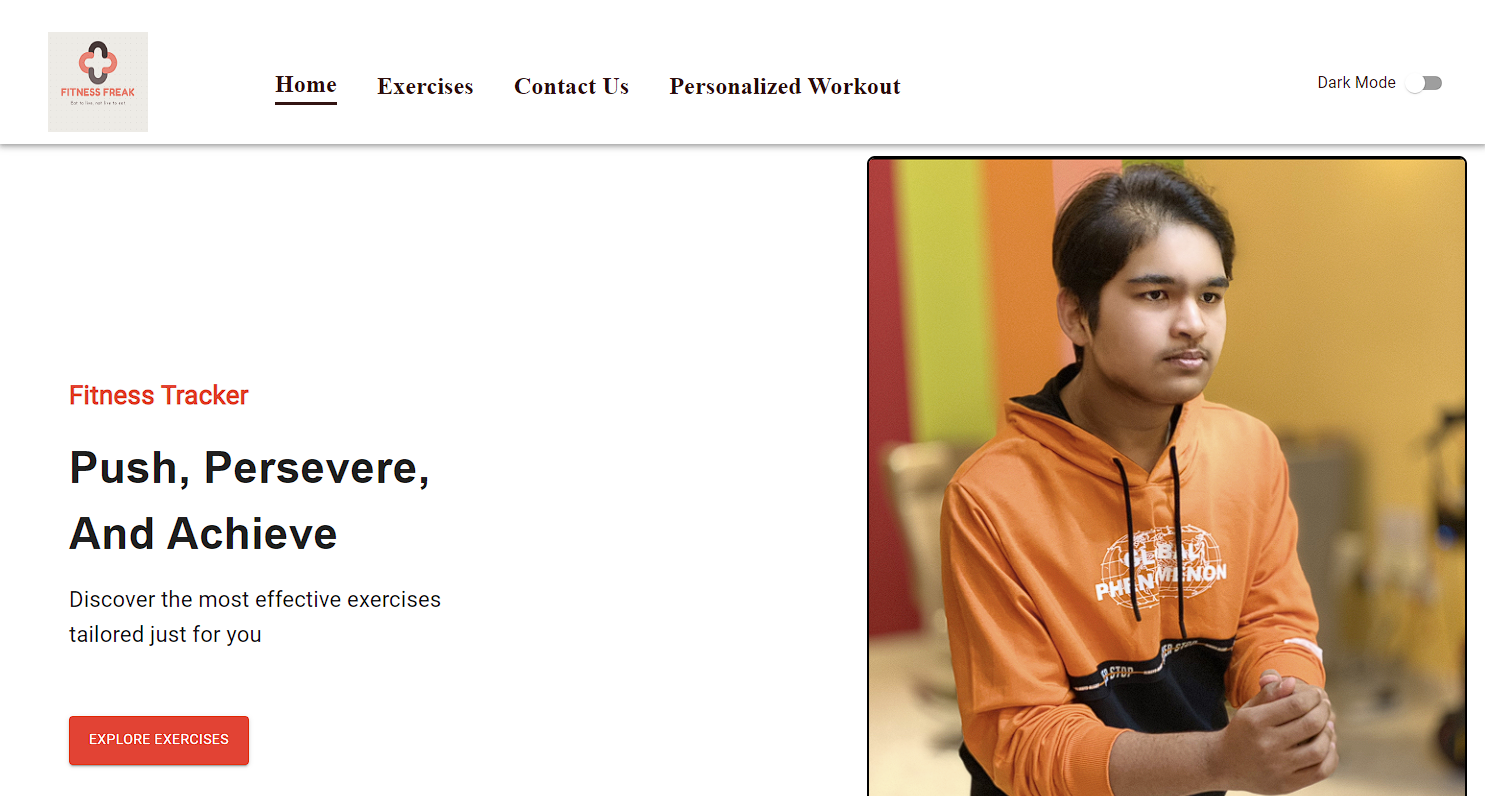 FITNESS FREAK
Eat to live, not live to eat
Home
Exercises
Contact Us
Personalized Workout
Dark Mode
Fitness Tracker
Push, Persevere,
And Achieve
Discover the most effective exercises
tailored just for you
EXPLORE EXERCISES
GLOBAL
PHENOMENON